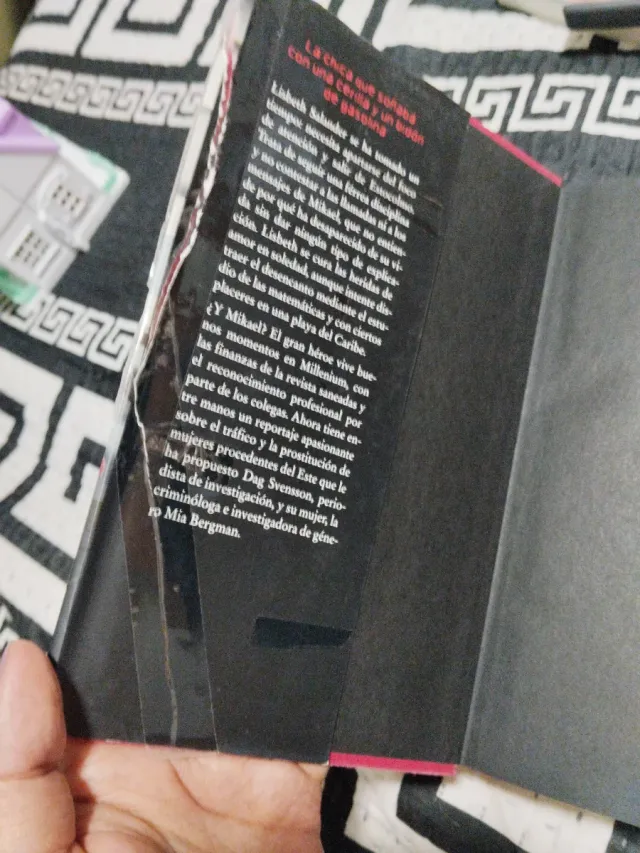 La chica que soñaba
con una cerilla y un bidón
de gasolina
Lisbeth Salander se ha tomado un
tiempo: necesita apartarse del foco
de atención y salir de Estocolmo.
Trata de seguir una férrea disciplina
y no contestar a las llamadas ni a los
mensajes de Mikael, que no entien-
de por qué ha desaparecido de su vi-
da sin dar ningún tipo de explica-
ción. Lisbeth se cura las heridas de
amor en soledad, aunque intente dis-
traer el desencanto mediante el estu-
dio de las matemáticas y con ciertos
placeres en una playa del Caribe.
¿Y Mikael? El gran héroe vive bue-
nos momentos en Millenium, con
las finanzas de la revista saneadas y
el reconocimiento profesional por
parte de los colegas. Ahora tiene en-
tre manos un reportaje apasionante
sobre el tráfico y la prostitución de
mujeres procedentes del Este que le
ha propuesto Dag Svensson, perio-
dista de investigación, y su mujer, la
criminóloga e investigadora de géne-
ro Mia Bergman.